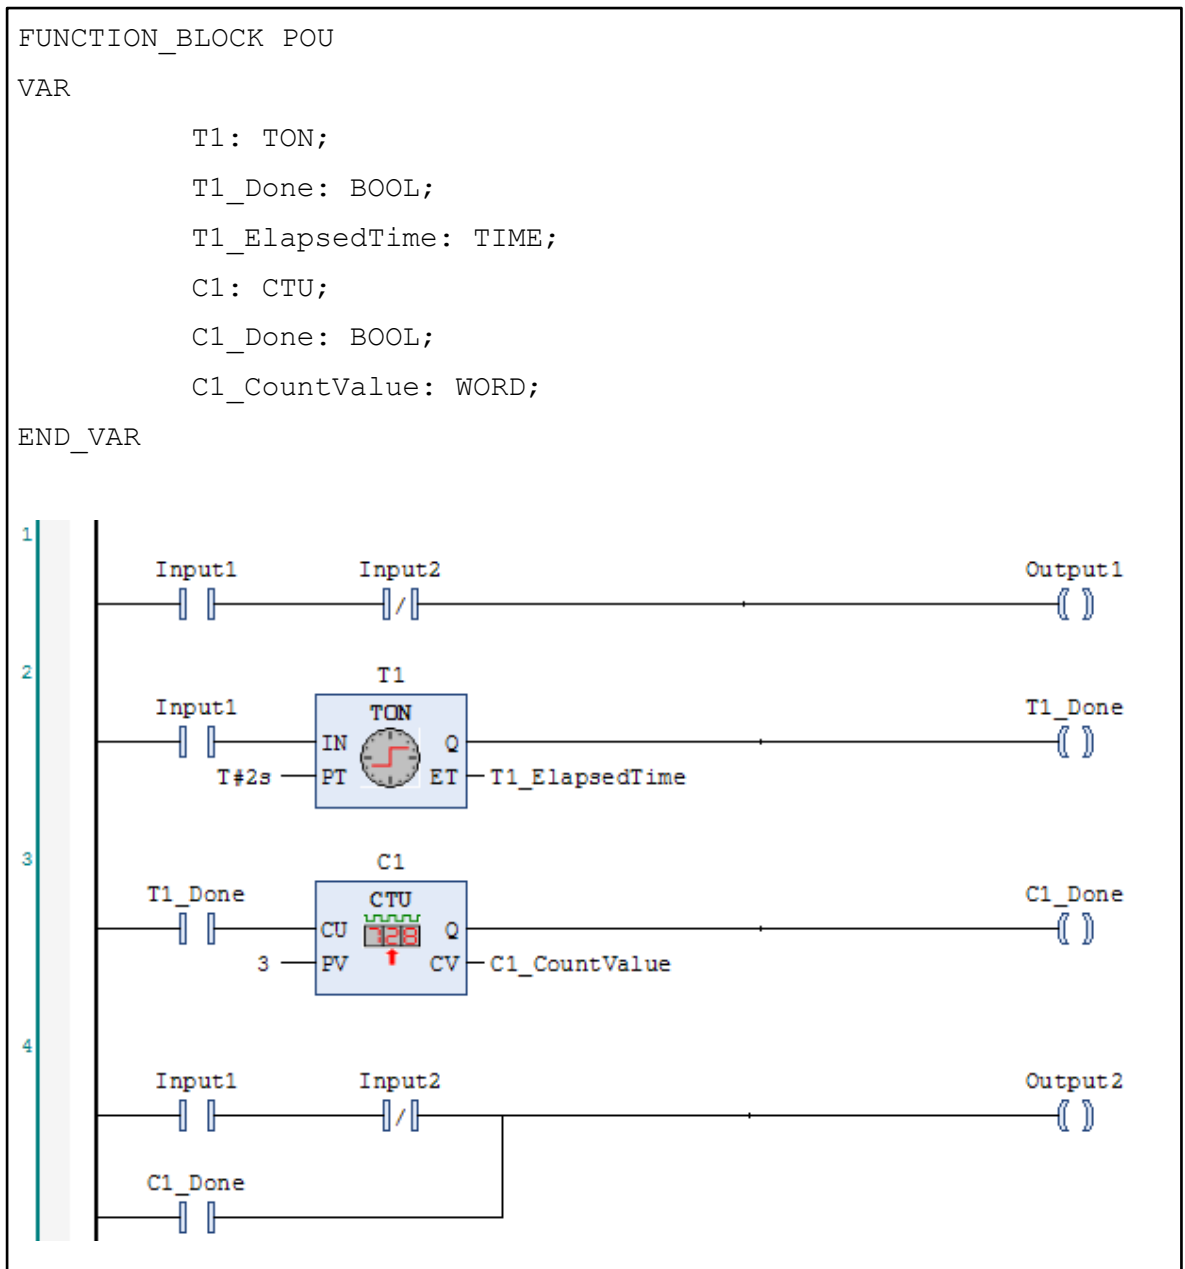 FUNCTION_BLOCK POU
VAR
T1: TON;
T1_Done: BOOL;
T1_ElapsedTime: TIME;
C1: CTU;
C1_Done: BOOL;
C1_CountValue: WORD;
END_VAR
1
Input1 Input2 Output1
2
T1
Input1 TON T1_Done
IN Q
T#2s PT ET T1_ElapsedTime
3
C1
T1_Done CTU C1_Done
CU 728 Q
3 PV CV C1_CountValue
4
Input1 Input2 Output2
C1_Done